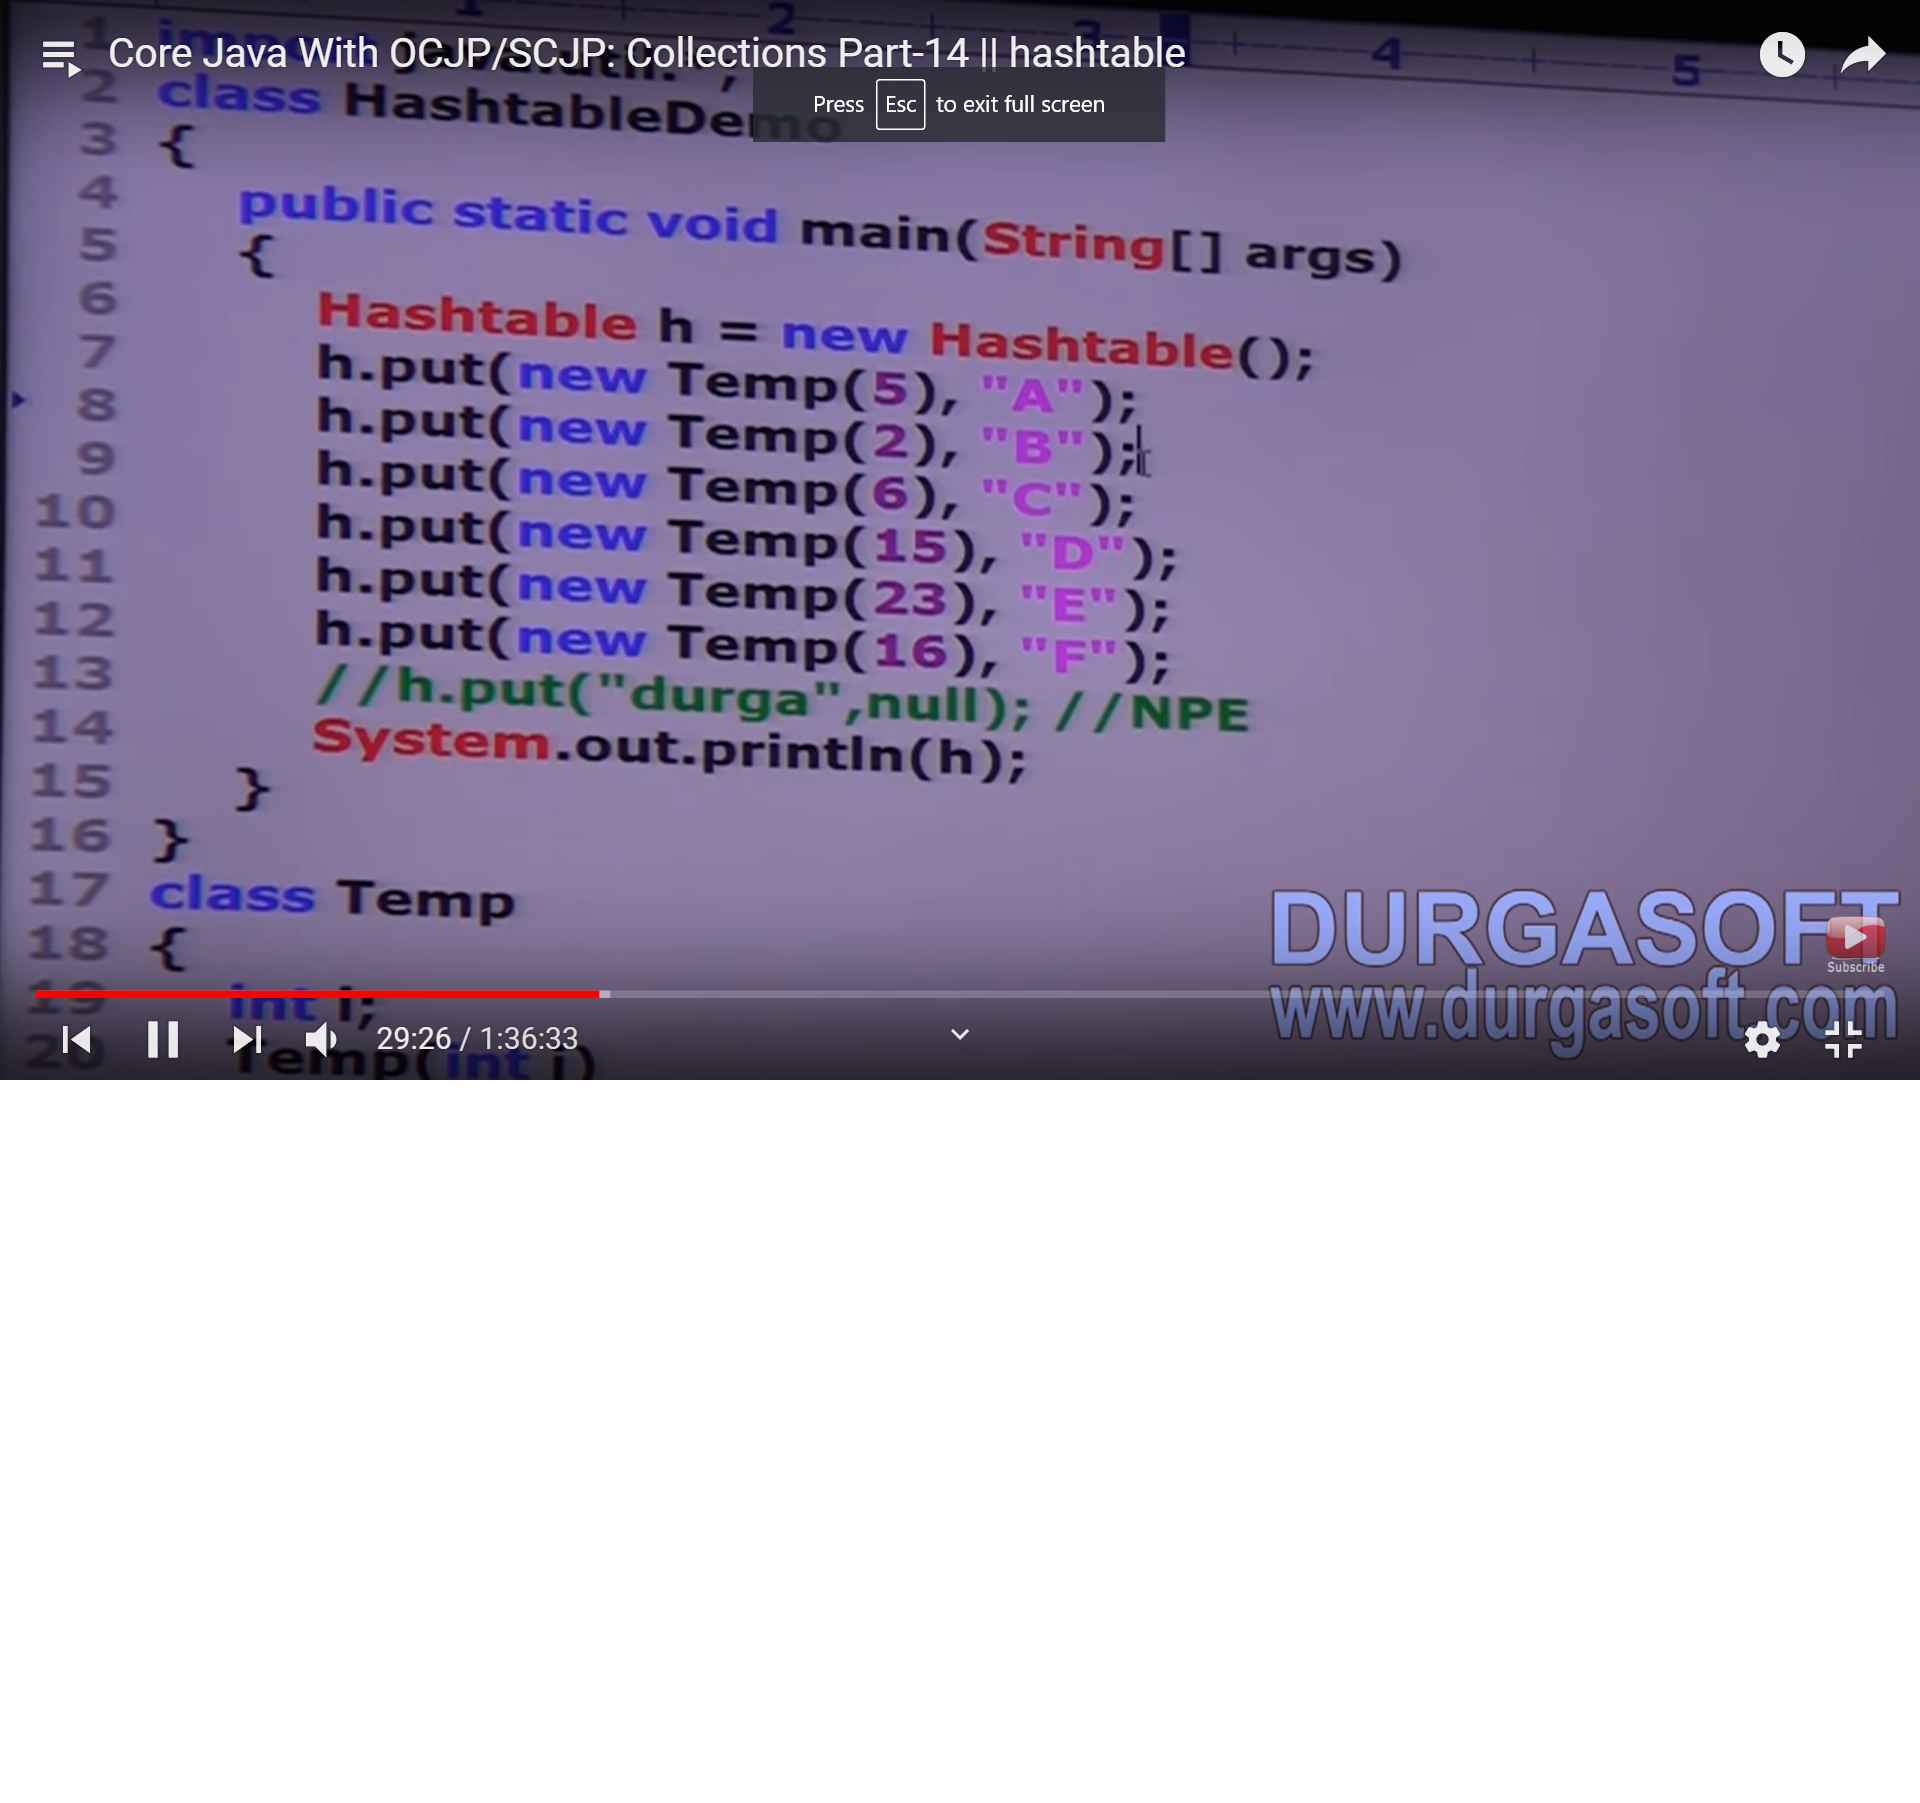 Core Java With OCJP/SCJP: Collections Part-14 || hashtable
Press Esc to exit full screen
1 2 3 4 5
1 import
2 class HashtableDemo
3 {
4 public static void main(String[] args)
5 {
6 Hashtable h = new Hashtable();
7 h.put(new Temp(5), "A");
8 h.put(new Temp(2), "B");
9 h.put(new Temp(6), "C");
10 h.put(new Temp(15), "D");
11 h.put(new Temp(23), "E");
12 h.put(new Temp(16), "F");
13 //h.put("durga",null); //NPE
14 System.out.println(h);
15 }
16 }
17 class Temp
18 {
19 int i;
20 Temp(int i)
DURGASOFT
Subscribe
www.durgasoft.com
29:26 / 1:36:33